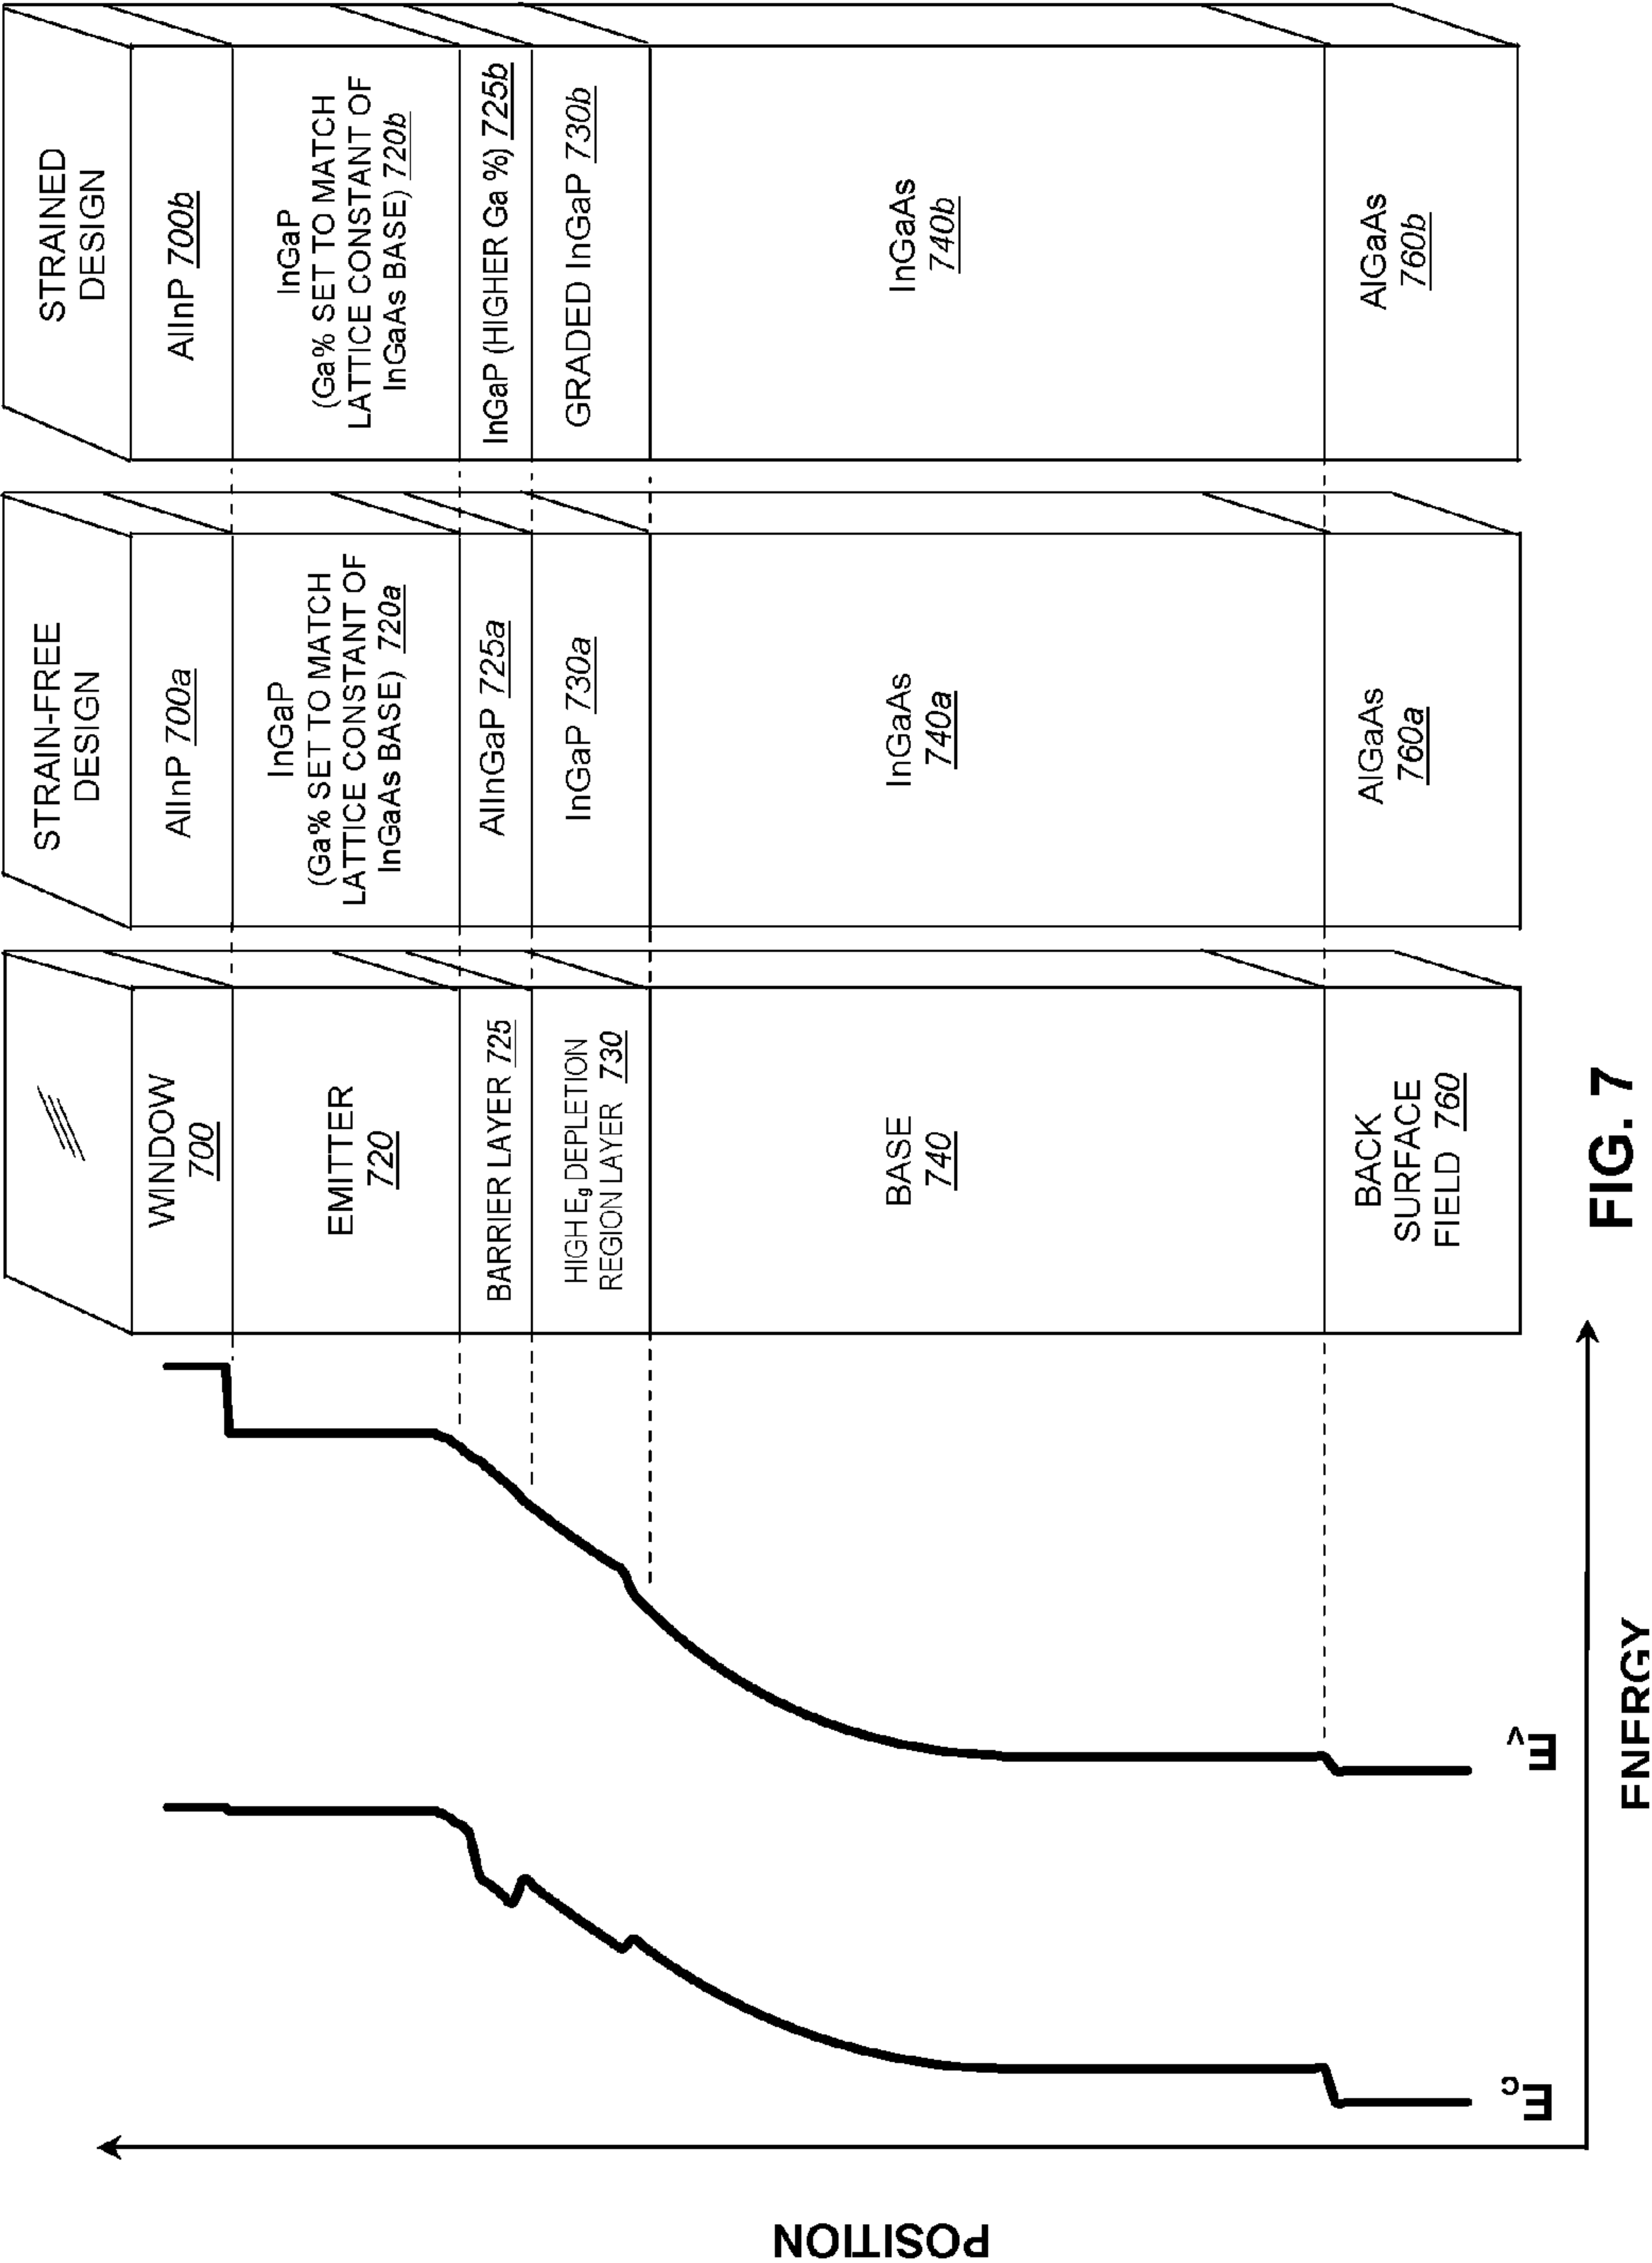 WINDOW
700
EMITTER
720
BARRIER LAYER 725
HIGH Eg DEPLETION
REGION LAYER 730
BASE
740
BACK
SURFACE
FIELD 760
STRAIN-FREE
DESIGN
AlInP 700a
InGaP
(Ga% SET TO MATCH
LATTICE CONSTANT OF
InGaAs BASE) 720a
AlInGaP 725a
InGaP 730a
InGaAs
740a
AlGaAs
760a
STRAINED
DESIGN
AlInP 700b
InGaP
(Ga% SET TO MATCH
LATTICE CONSTANT OF
InGaAs BASE) 720b
InGaP (HIGHER Ga %) 725b
GRADED InGaP 730b
InGaAs
740b
AlGaAs
760b
POSITION
Ec
Ev
ENERGY
FIG. 7